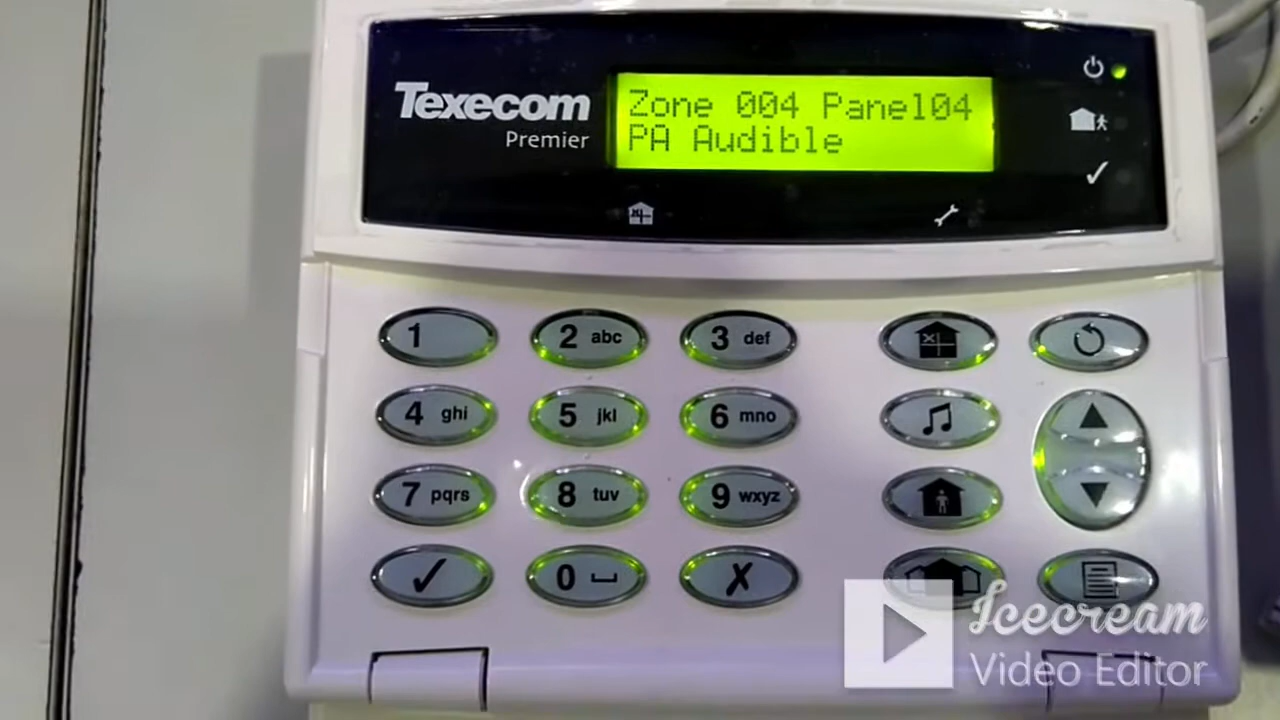 Texecom
Premier
Zone 004 Panel04
PA Audible
1
2 abc
3 def
4 ghi
5 jkl
6 mno
7 pqrs
8 tuv
9 wxyz
0
Icecream
Video Editor